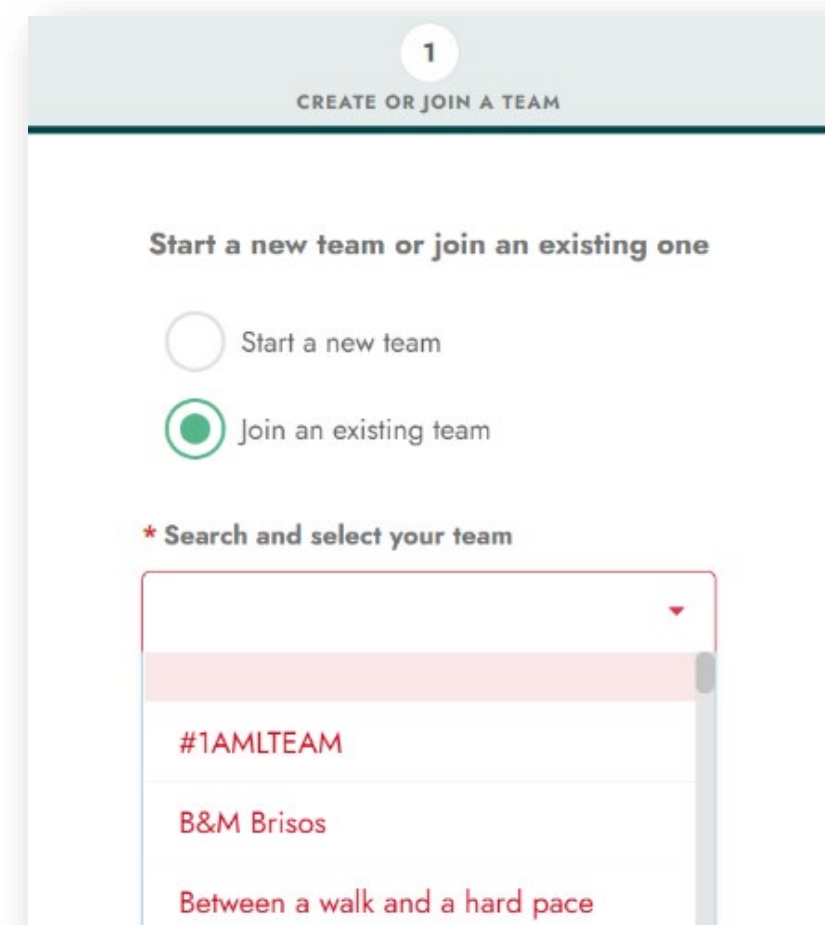 1
CREATE OR JOIN A TEAM
Start a new team or join an existing one
Start a new team
Join an existing team
* Search and select your team
#1AMLTEAM
B&M Brisos
Between a walk and a hard pace